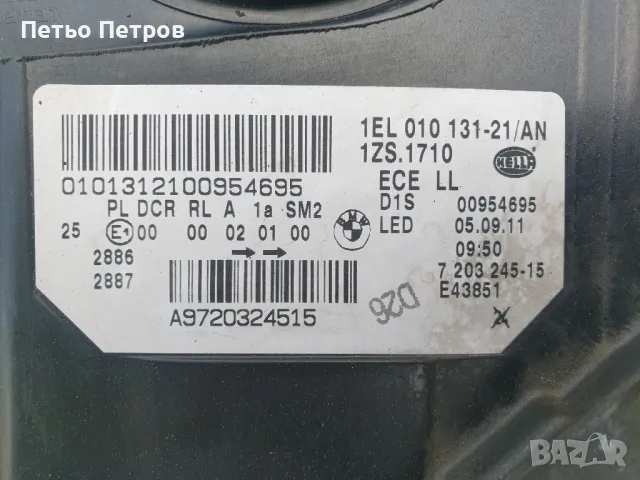 Петьо Петров
1EL 010 131-21/AN
1ZS.1710
HELLA
0101312100954695
ECE LL
PL DCR RL A 1a SM2
D1S 00954695
25 E1 00 00 02 01 00
BMW
LED 05.09.11
2886
09:50
2887
7 203 245-15
E43851
A9720324515
D26
BAZAR